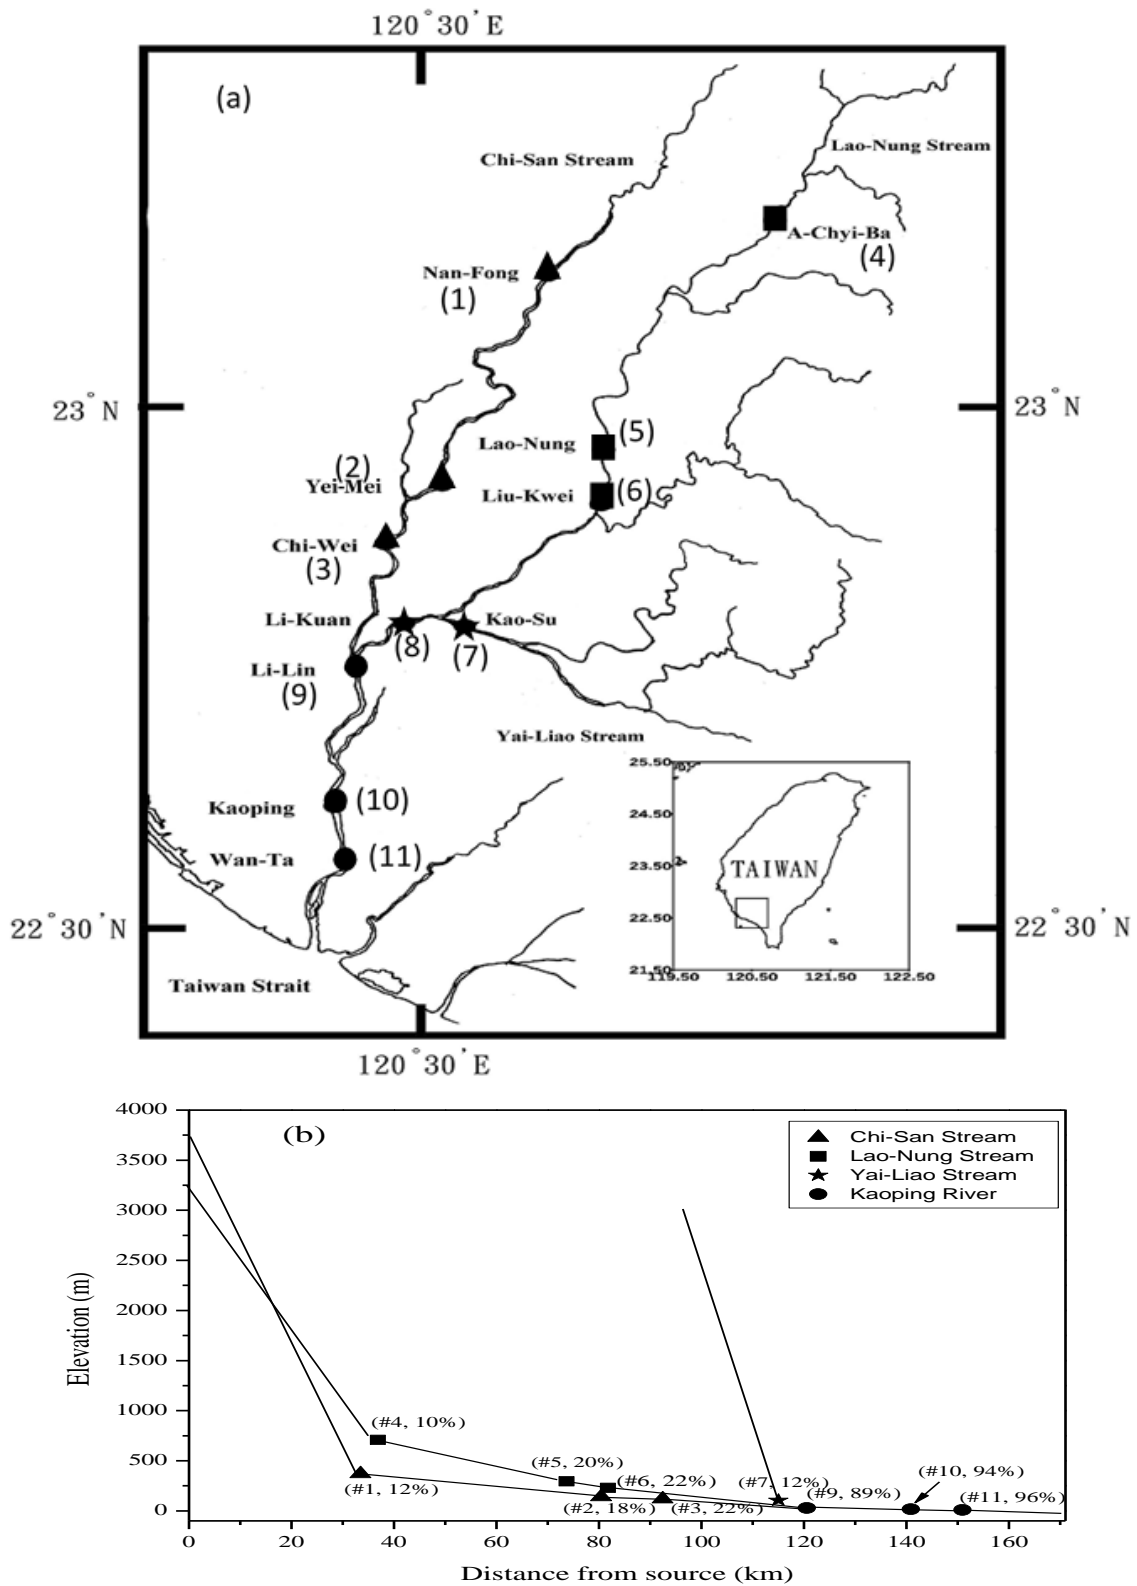 120°30'E
(a)
Chi-San Stream
Lao-Nung Stream
A-Chyi-Ba
(4)
Nan-Fong
(1)
23°N
23°N
Lao-Nung
(5)
(2)
Yei-Mei
Liu-Kwei
(6)
Chi-Wei
(3)
Li-Kuan
Kao-Su
(8)
(7)
Li-Lin
(9)
Yai-Liao Stream
25.50
24.50
23.50
22.50
21.50
119.50
120.50
121.50
122.50
TAIWAN
Kaoping
(10)
Wan-Ta
(11)
22°30'N
22°30'N
Taiwan Strait
120°30'E
(b)
Chi-San Stream
Lao-Nung Stream
Yai-Liao Stream
Kaoping River
4000
3500
3000
2500
2000
1500
1000
500
0
Elevation (m)
(#4, 10%)
(#1, 12%)
(#5, 20%)
(#6, 22%)
(#2, 18%)
(#3, 22%)
(#7, 12%)
(#9, 89%)
(#10, 94%)
(#11, 96%)
0
20
40
60
80
100
120
140
160
Distance from source (km)